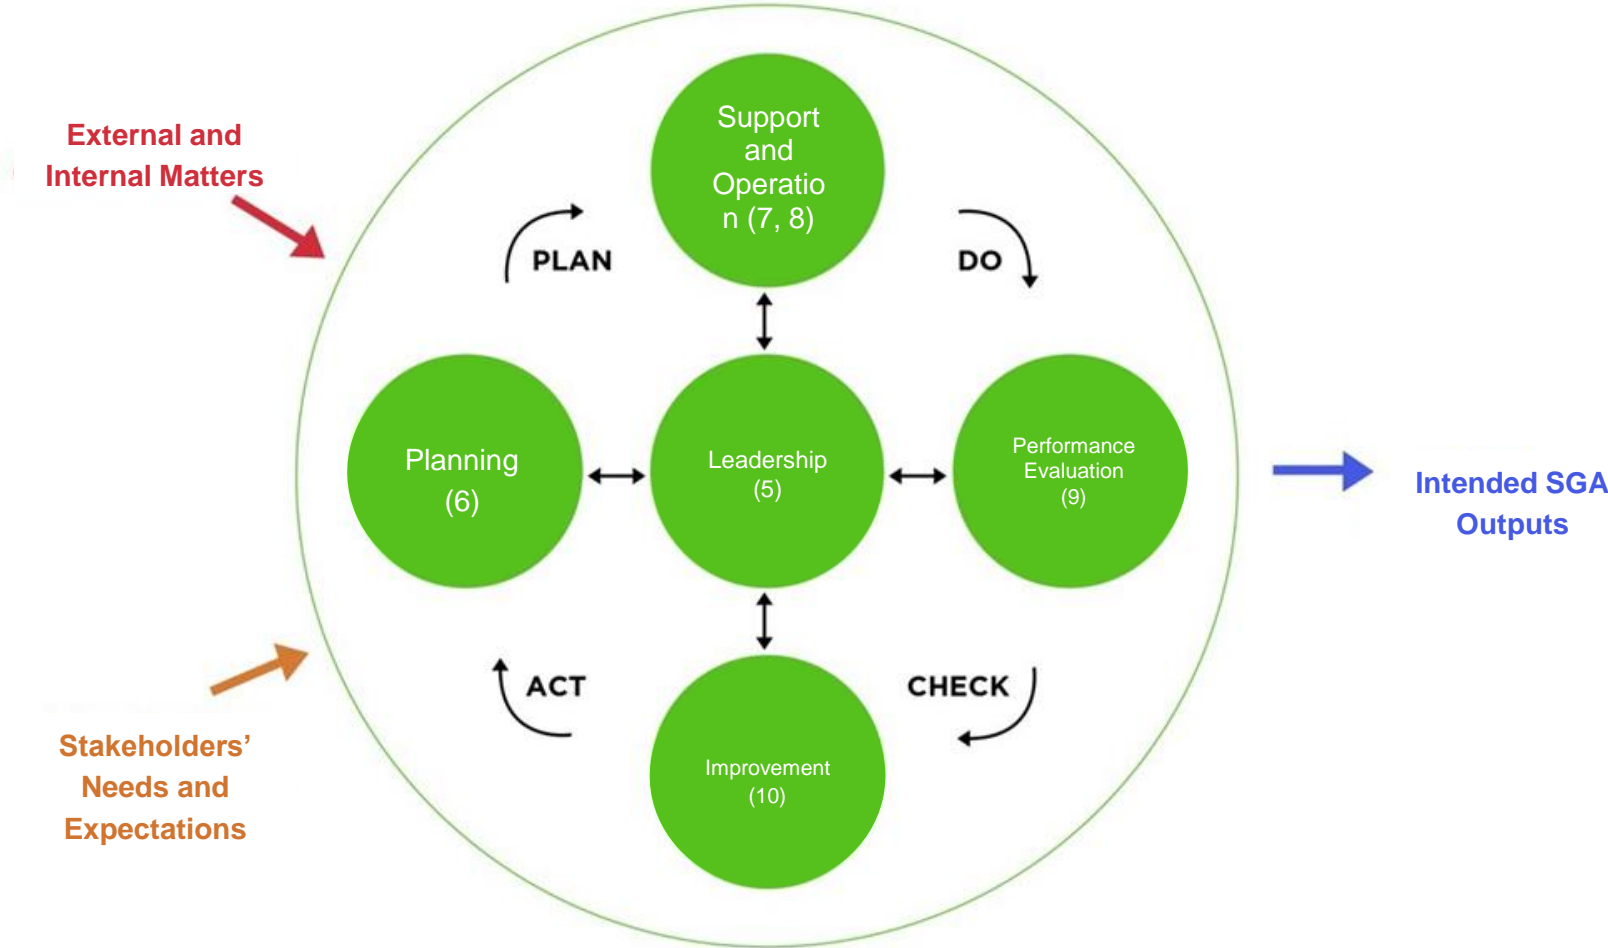 Support
and
Operatio
n (7, 8)
External and
Internal Matters
PLAN
DO
Planning
(6)
Leadership
(5)
Performance
Evaluation
(9)
Intended SGA
Outputs
ACT
CHECK
Stakeholders’
Needs and
Expectations
Improvement
(10)